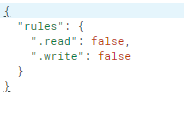 {
  "rules": {
    ".read": false,
    ".write": false
  }
}